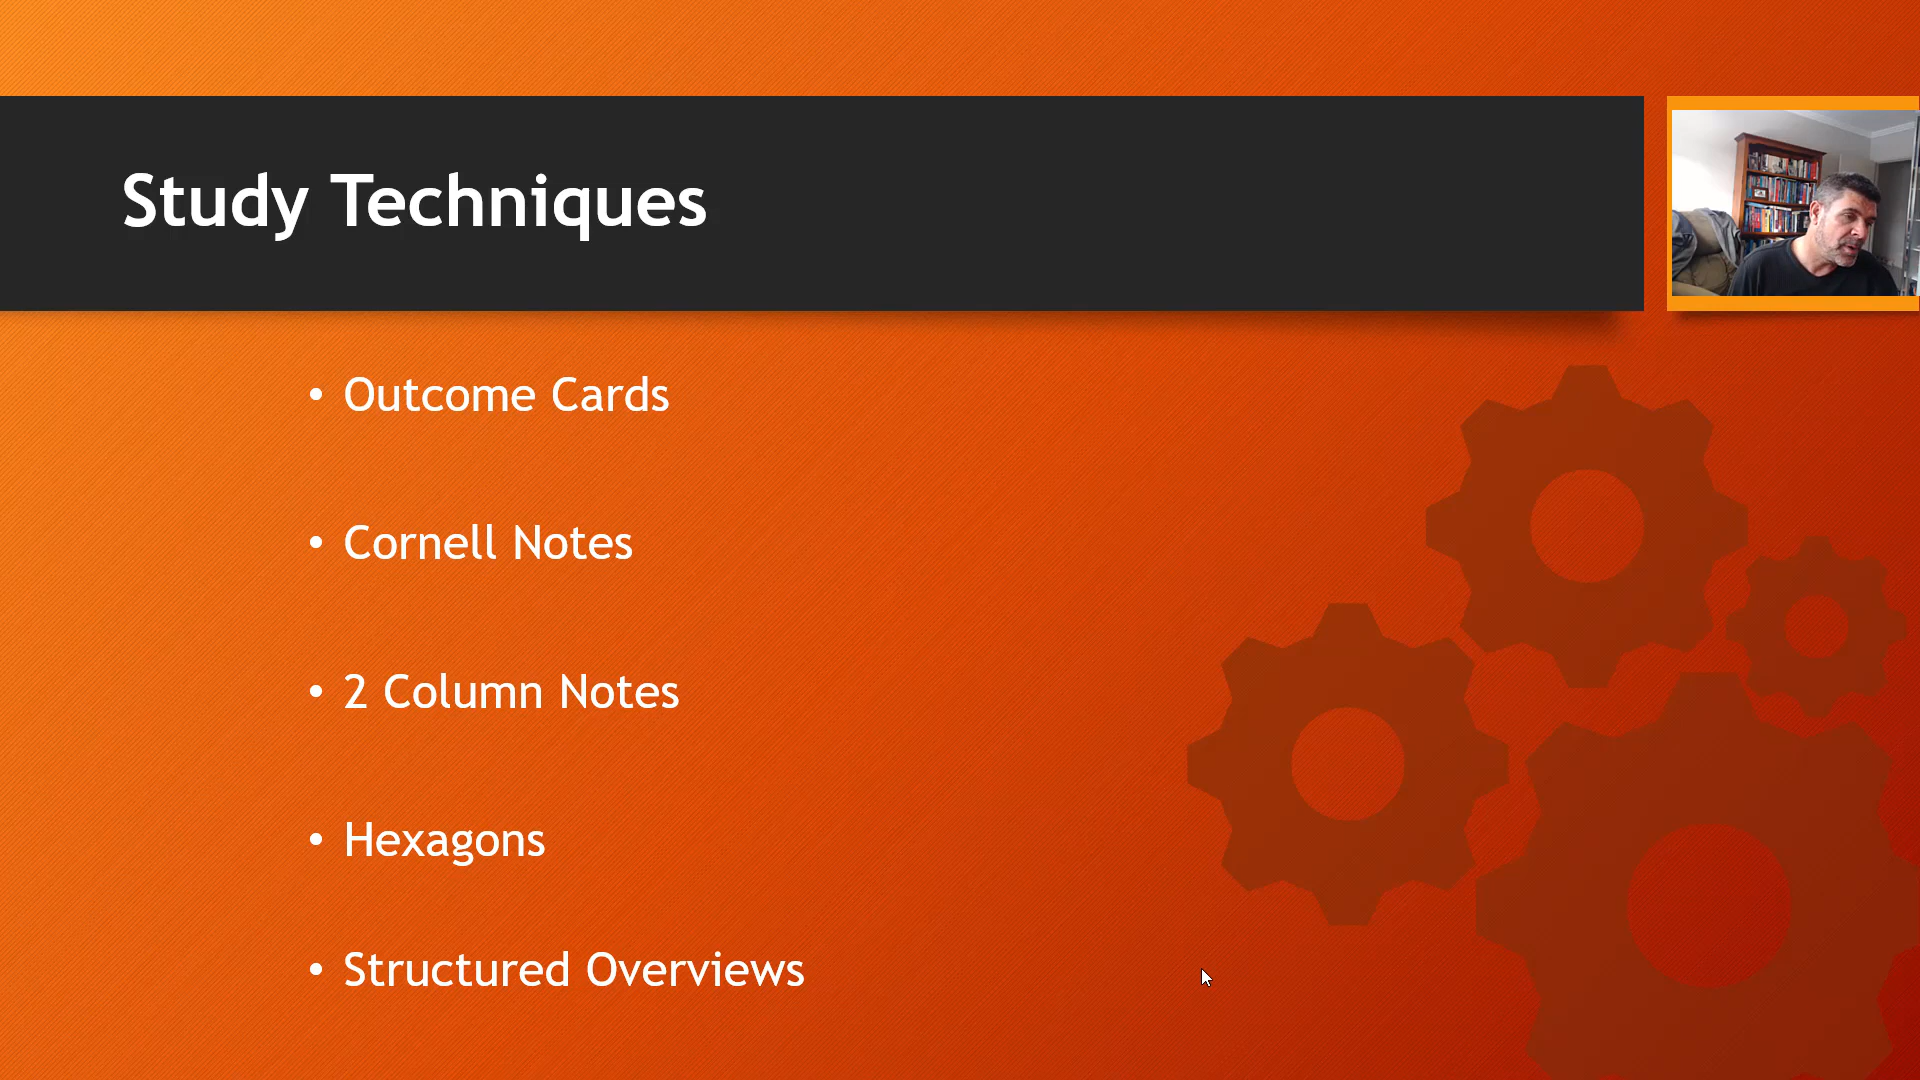 Study Techniques
• Outcome Cards
• Cornell Notes
• 2 Column Notes
• Hexagons
• Structured Overviews